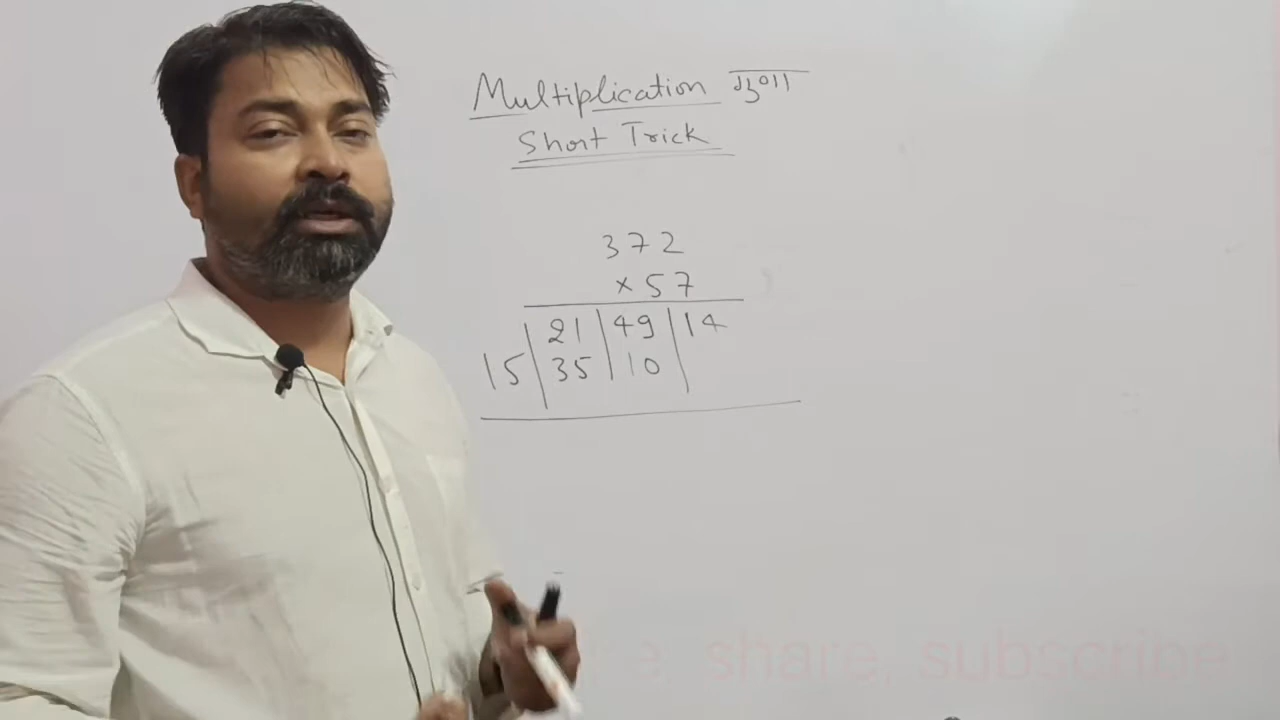 Multiplication गुणा
Short Trick
372
× 57
21 | 49 | 14
15 | 35 | 10 |
share, subscribe